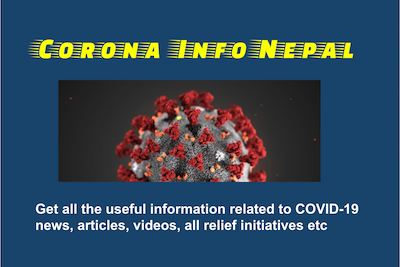 Corona Info Nepal
Get all the useful information related to COVID-19
news, articles, videos, all relief initiatives etc